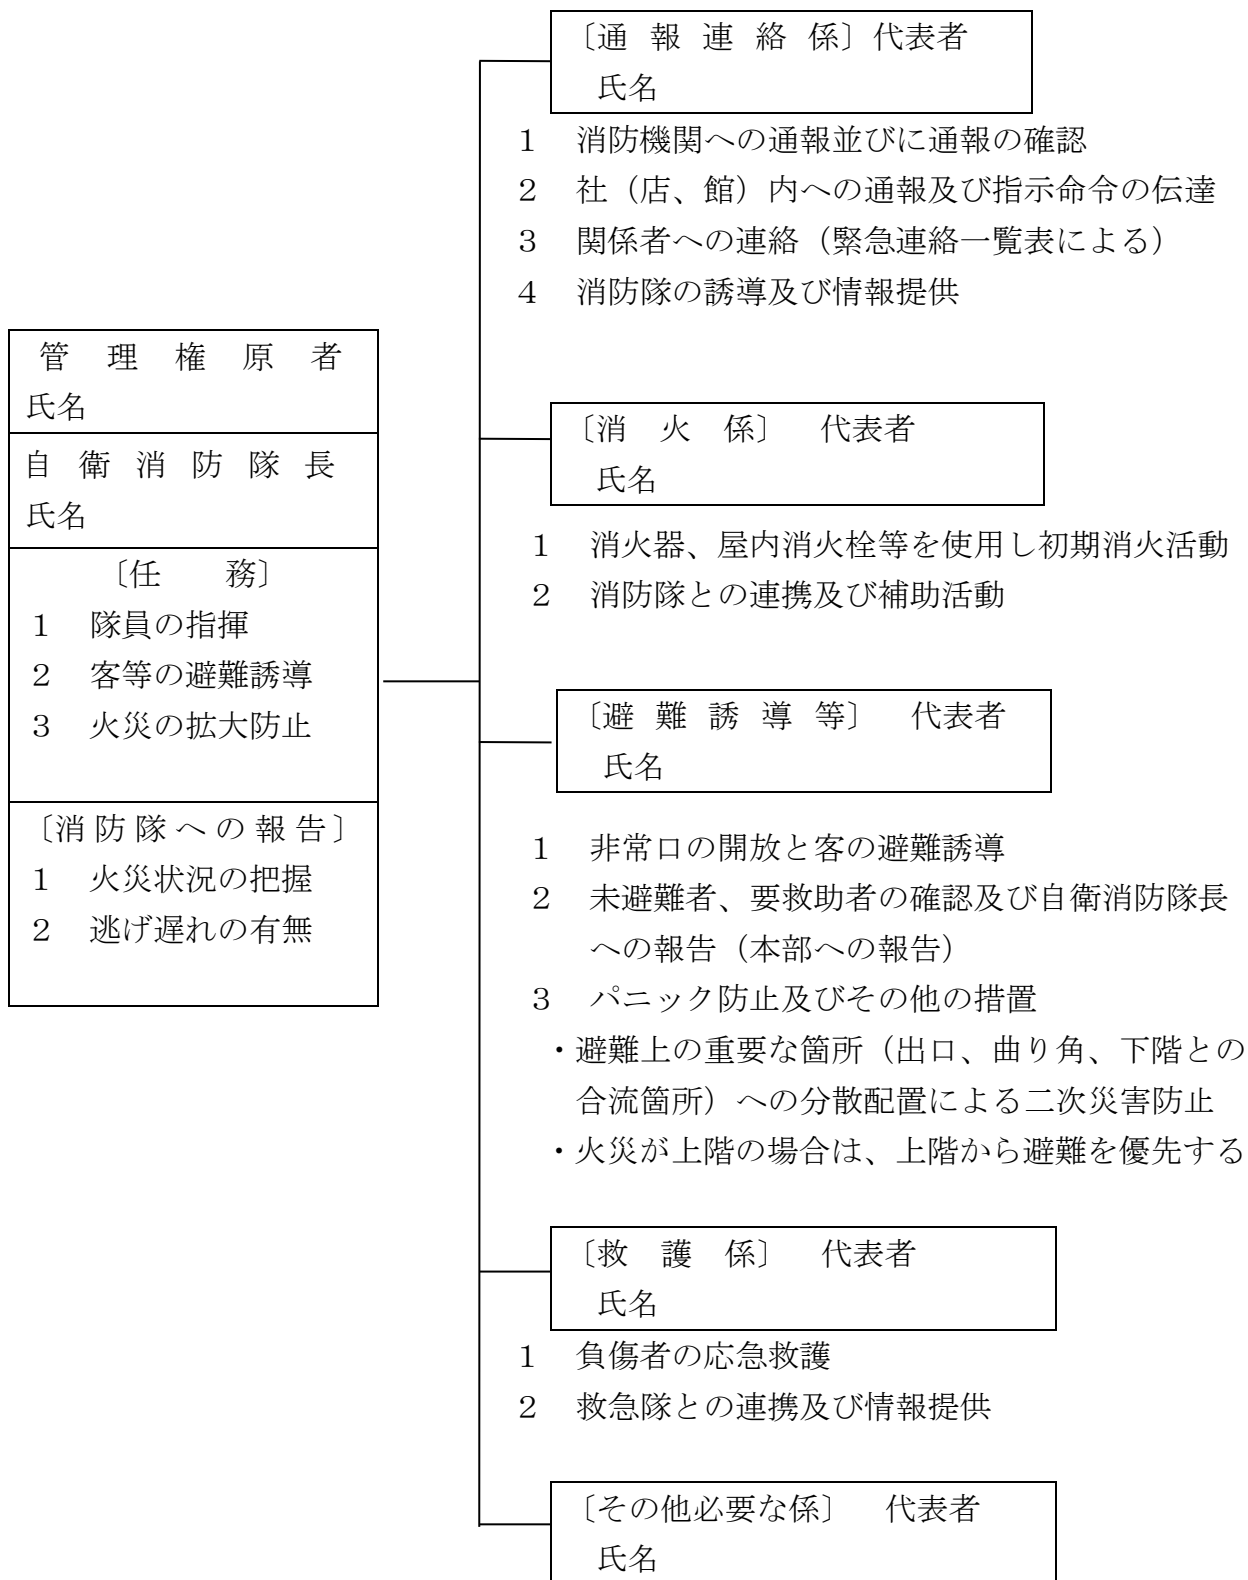 管理権原者
氏名
自衛消防隊長
氏名
〔任　務〕
１　隊員の指揮
２　客等の避難誘導
３　火災の拡大防止
〔消防隊への報告〕
１　火災状況の把握
２　逃げ遅れの有無
〔通報連絡係〕代表者
氏名
１　消防機関への通報並びに通報の確認
２　社（店、館）内への通報及び指示命令の伝達
３　関係者への連絡（緊急連絡一覧表による）
４　消防隊の誘導及び情報提供
〔消火係〕　代表者
氏名
１　消火器、屋内消火栓等を使用し初期消火活動
２　消防隊との連携及び補助活動
〔避難誘導等〕　代表者
氏名
１　非常口の開放と客の避難誘導
２　未避難者、要救助者の確認及び自衛消防隊長
への報告（本部への報告）
３　パニック防止及びその他の措置
・避難上の重要な箇所（出口、曲り角、下階との
合流箇所）への分散配置による二次災害防止
・火災が上階の場合は、上階から避難を優先する
〔救護係〕　代表者
氏名
１　負傷者の応急救護
２　救急隊との連携及び情報提供
〔その他必要な係〕　代表者
氏名